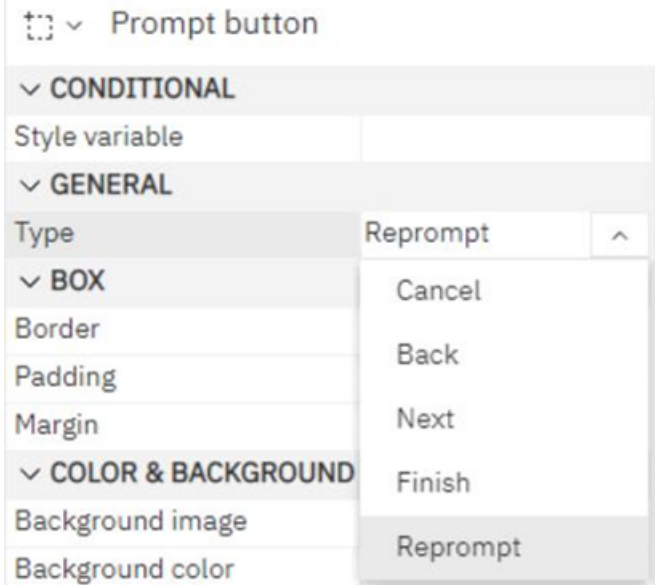 Prompt button
CONDITIONAL
Style variable
GENERAL
Type Reprompt
BOX
Cancel
Border
Back
Padding
Margin
Next
COLOR & BACKGROUND
Finish
Background image
Reprompt
Background color